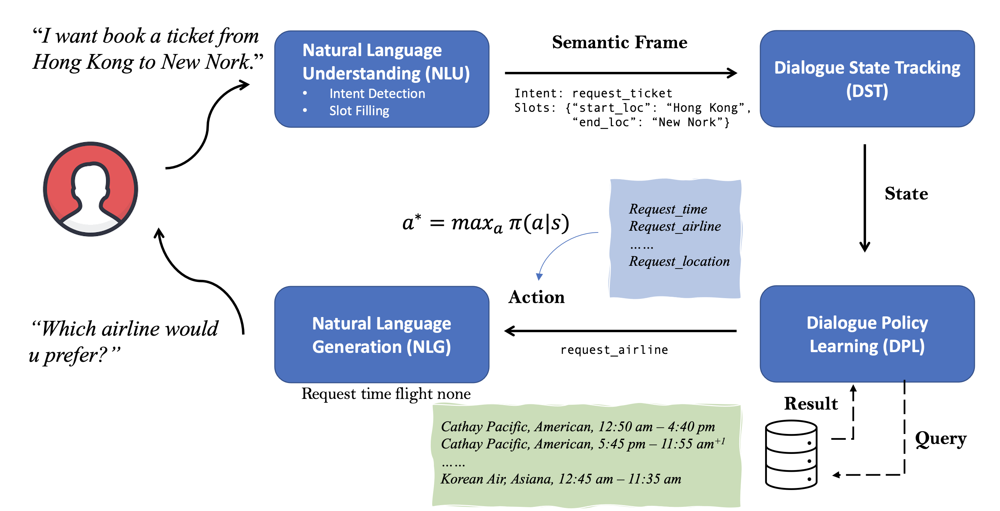 “I want book a ticket from
Hong Kong to New Nork.”
Natural Language
Understanding (NLU)
• Intent Detection
• Slot Filling
Semantic Frame
Intent: request_ticket
Slots: {“start_loc”: “Hong Kong”,
“end_loc”: “New Nork”}
Dialogue State Tracking
(DST)
State
Request_time
Request_airline
……
Request_location
a* = maxₐ π(a|s)
Action
request_airline
Dialogue Policy
Learning (DPL)
Natural Language
Generation (NLG)
“Which airline would
u prefer?”
Request time flight none
Result
Query
Cathay Pacific, American, 12:50 am – 4:40 pm
Cathay Pacific, American, 5:45 pm – 11:55 am⁺¹
……
Korean Air, Asiana, 12:45 am – 11:35 am